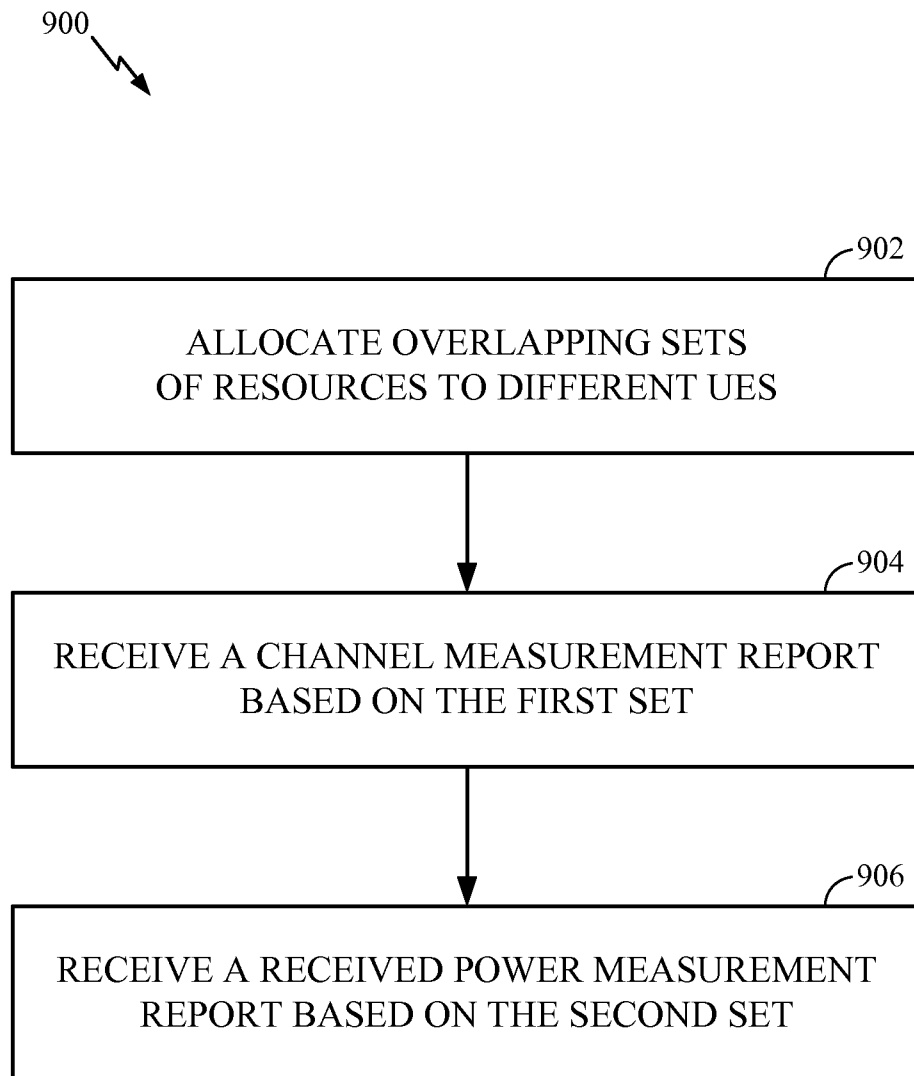 900
902
ALLOCATE OVERLAPPING SETS
OF RESOURCES TO DIFFERENT UES
904
RECEIVE A CHANNEL MEASUREMENT REPORT
BASED ON THE FIRST SET
906
RECEIVE A RECEIVED POWER MEASUREMENT
REPORT BASED ON THE SECOND SET